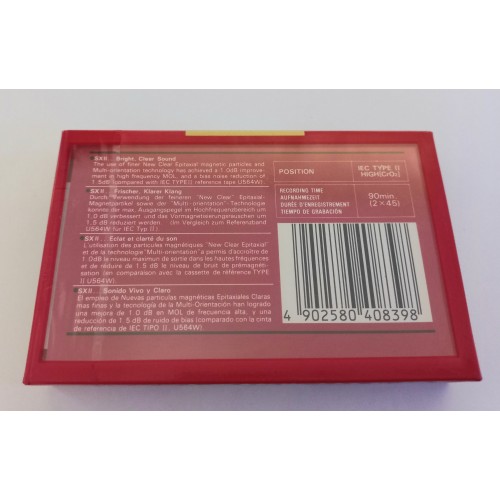 SXII... Bright, Clear Sound
The use of finer New Clear Epitaxial magnetic particles and
Multi-orientation technology has achieved a 1.0dB improve-
ment in high frequency MOL, and a bias noise reduction of
1.5dB (compared with IEC TYPEII reference tape U564W).
SXII... Frischer, Klarer Klang
Durch Verwendung der feineren "New Clear" Epitaxial-
Magnetpartikel sowie der "Multi-orientation"-Technologie
konnte der max. Ausgangspegel im Hochfrequenzbereich um
1.0 dB verbessert und das Vormagnetisierungsrauschen um
1.5 dB reduziert werden (im Vergleich zum Referenzband
U564W für IEC Typ II).
SXII... Eclat et clarté du son
L'utilisation des particules magnétiques "New Clear Epitaxial" et
de la technologie "Multi-orientation" a permis d'accroître de
1.0dB le niveau maximum de sortie dans les hautes fréquences
et de réduire de 1.5 dB le niveau de bruit de prémagnéti-
sation (en comparaison avec la cassette de référence TYPE
II U564W).
SXII... Sonido Vivo y Claro
El empleo de Nuevas partículas magnéticas Epitaxiales Claras
mas finas y la tecnología de la Multi-Orientación han logrado
una mejora de 1.0 dB en MOL de frecuencia alta, y una
reducción de 1.5 dB de ruido de bias (comparado con la cinta
de referencia de IEC TIPO II. U564W).
POSITION
IEC TYPE II
HIGH(CrO2)
RECORDING TIME
AUFNAHMEZEIT
DURÉE D'ENREGISTREMENT
TIEMPO DE GRABACIÓN
90min.
(2×45)
4 902580 408398